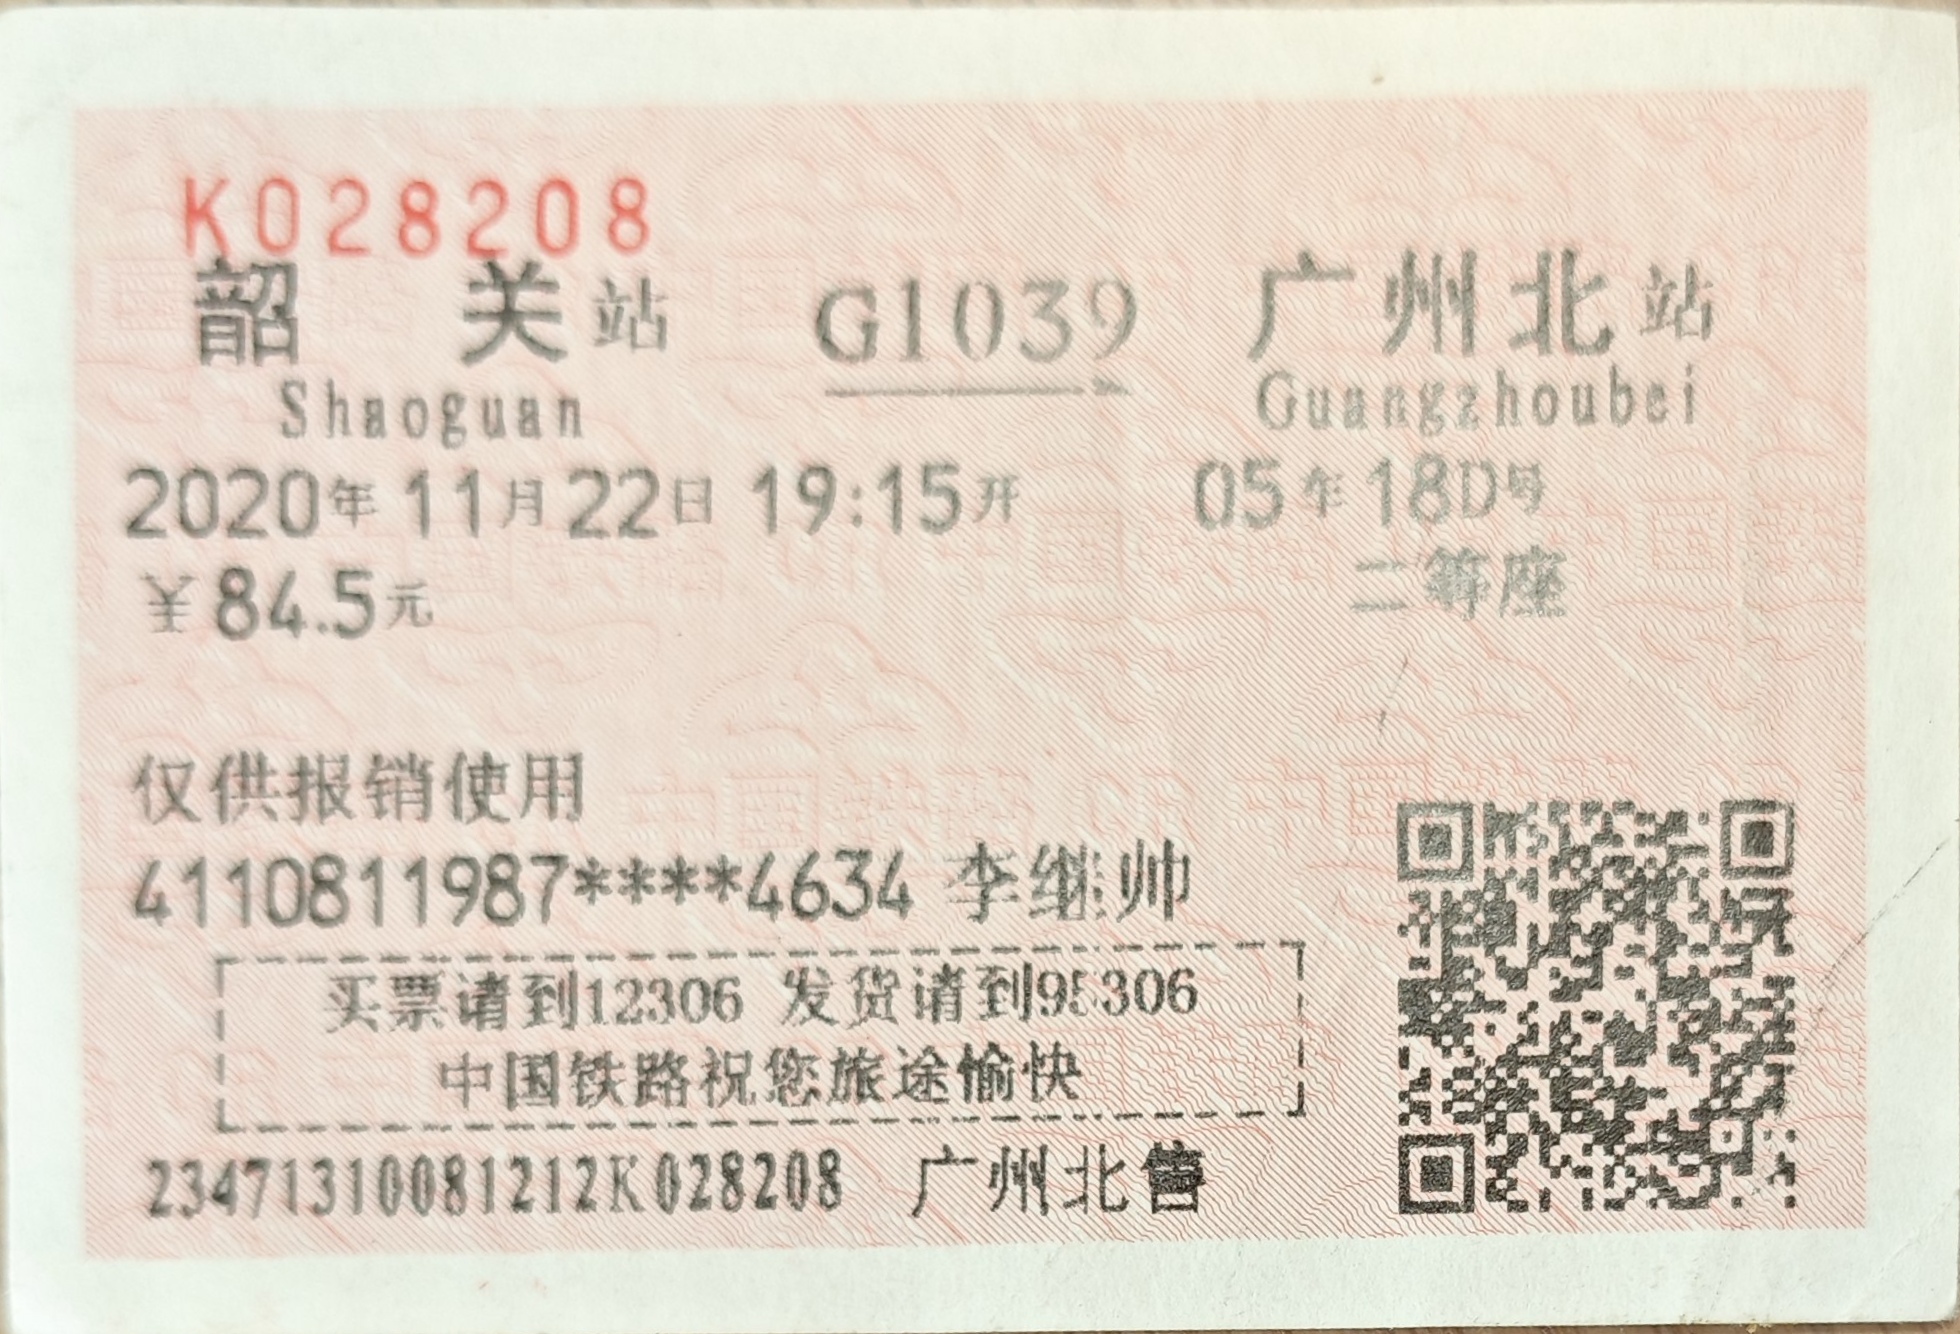 K028208
韶关站 G1039 广州北站
Shaoguan Guangzhoubei
2020年11月22日 19:15开 05车18D号
¥84.5元 二等座
仅供报销使用
4110811987****4634 李继帅
买票请到12306 发货请到95306
中国铁路祝您旅途愉快
23471310081212K028208 广州北售